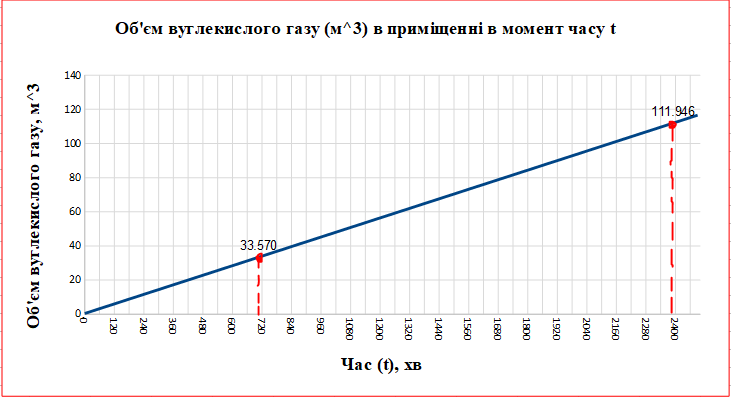 Об'єм вуглекислого газу (м^3) в приміщенні в момент часу t
Об'єм вуглекислого газу, м^3
140
120
100
80
60
40
20
0
111.946
33.570
0 120 240 360 480 600 720 840 960 1080 1200 1320 1440 1560 1680 1800 1920 2040 2160 2280 2400
Час (t), хв